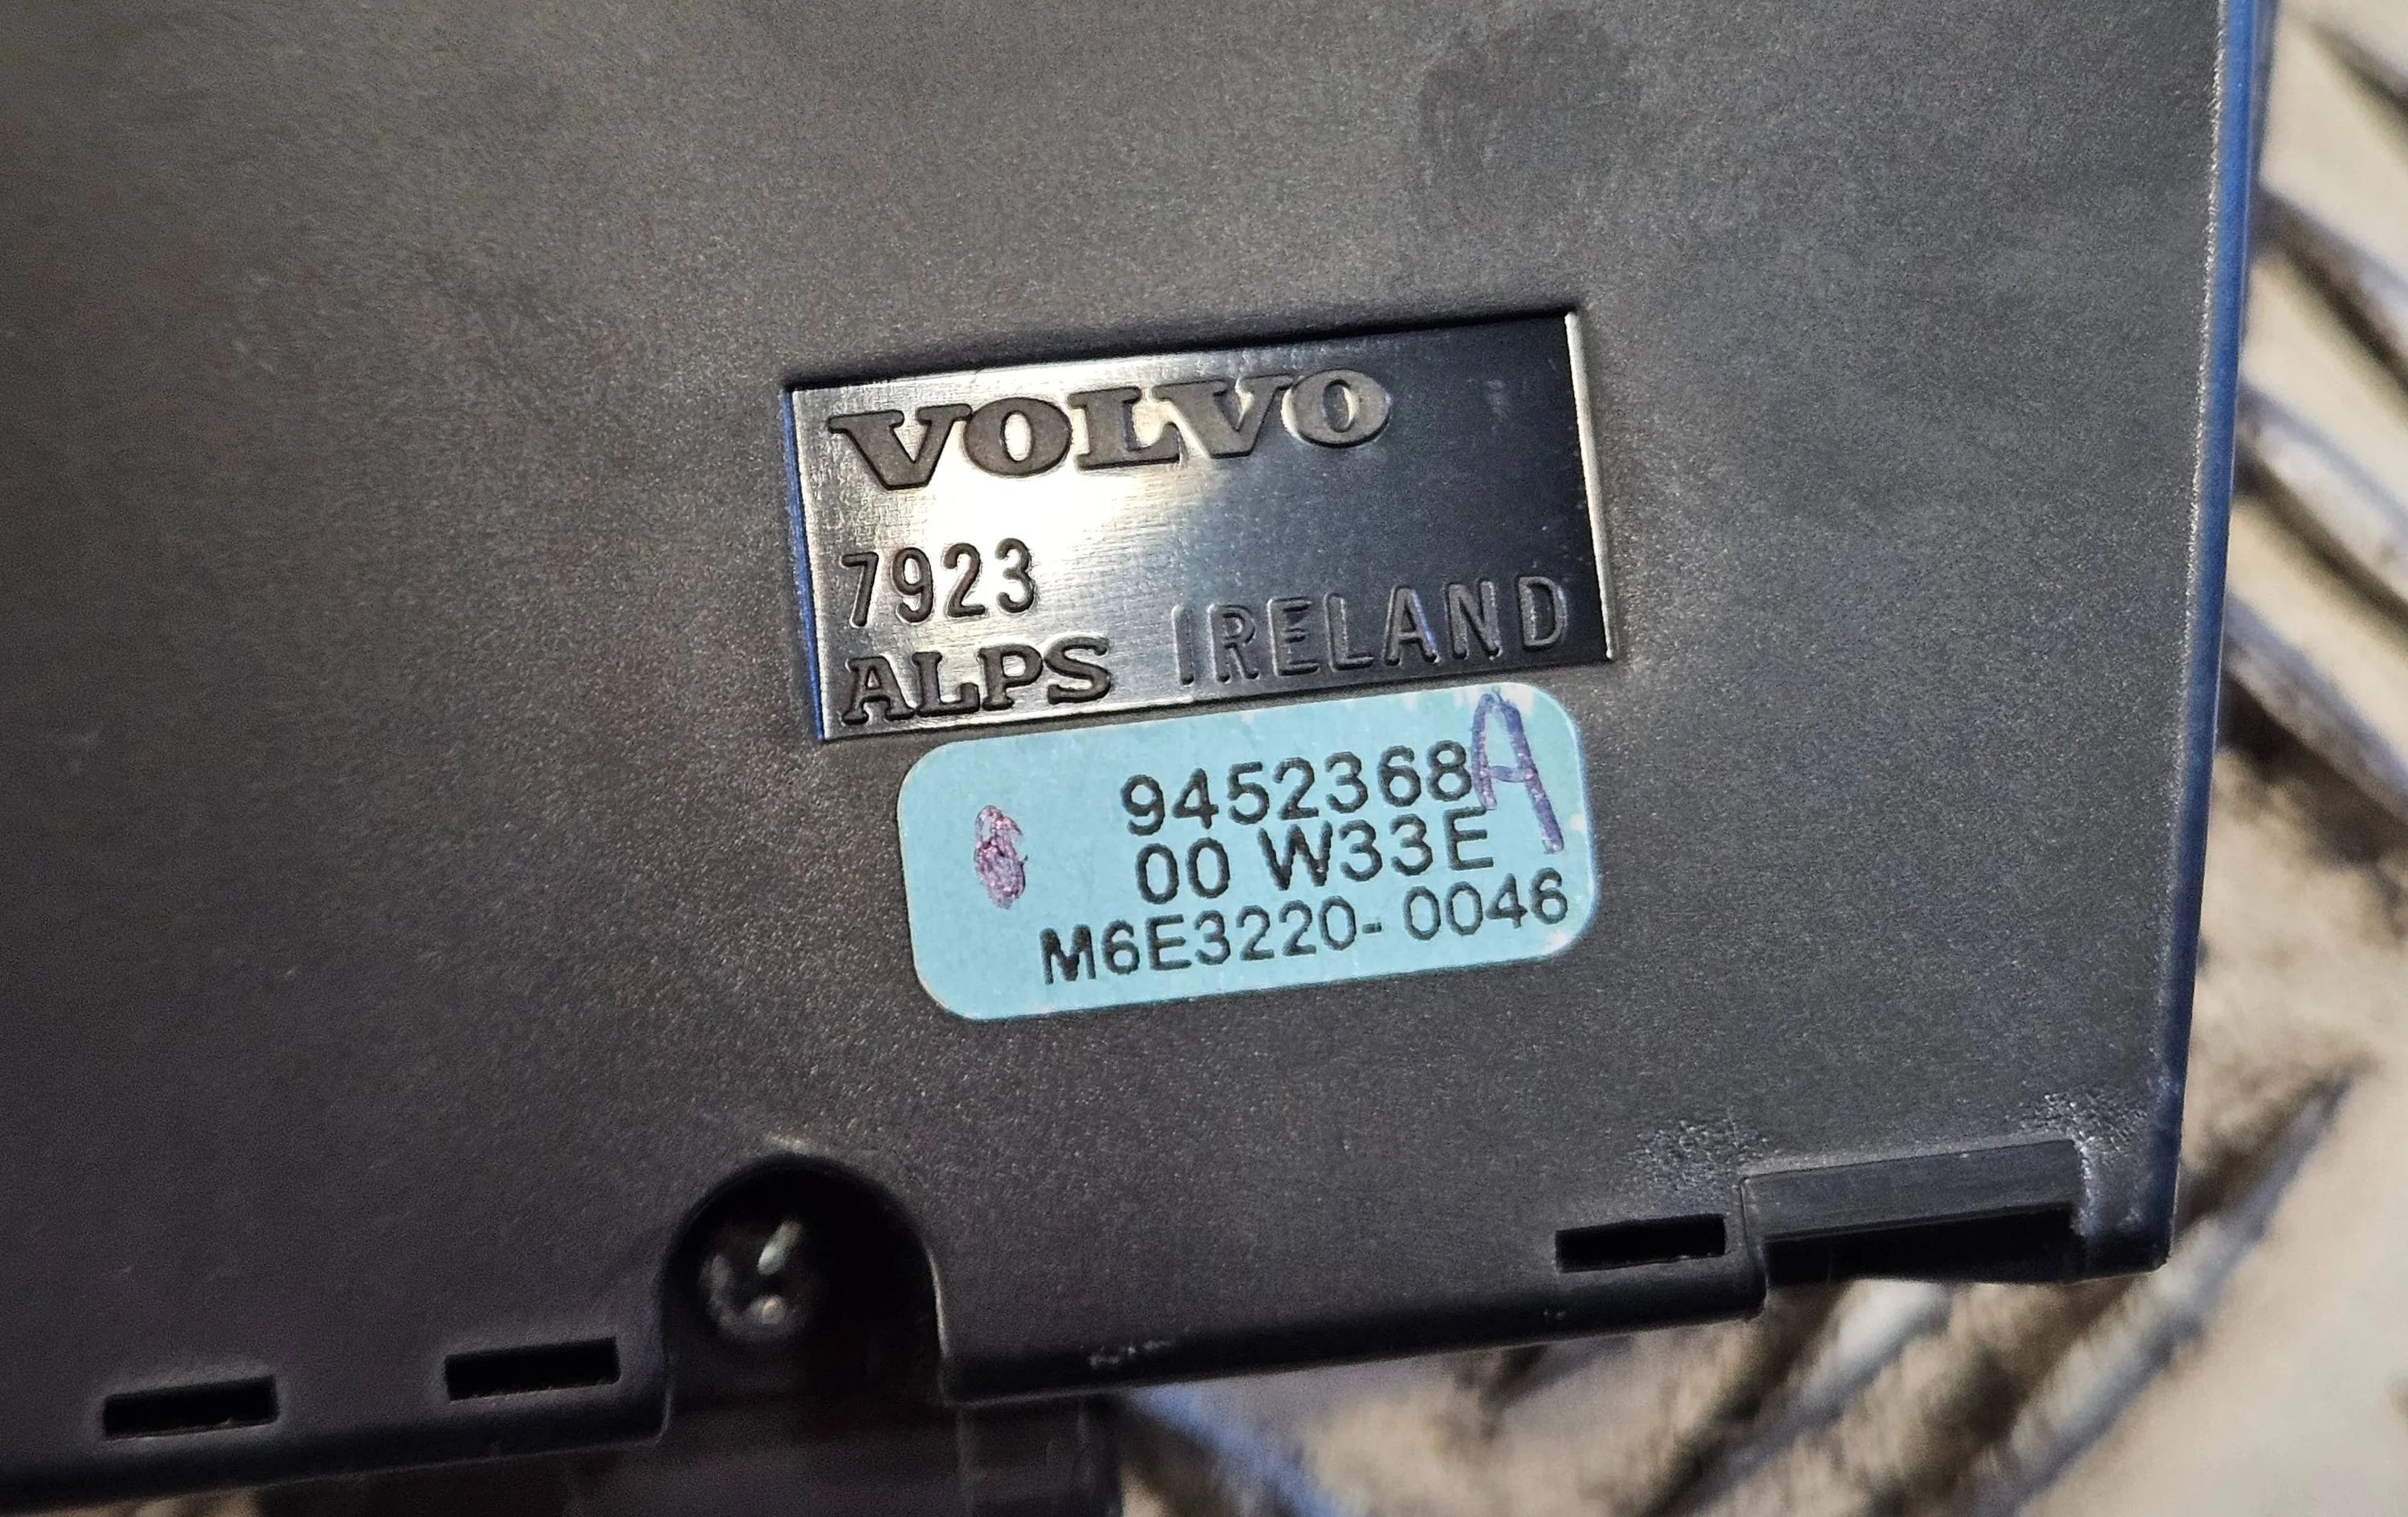 VOLVO
7923
ALPS IRELAND
9452368A
00 W33E
M6E3220-0046